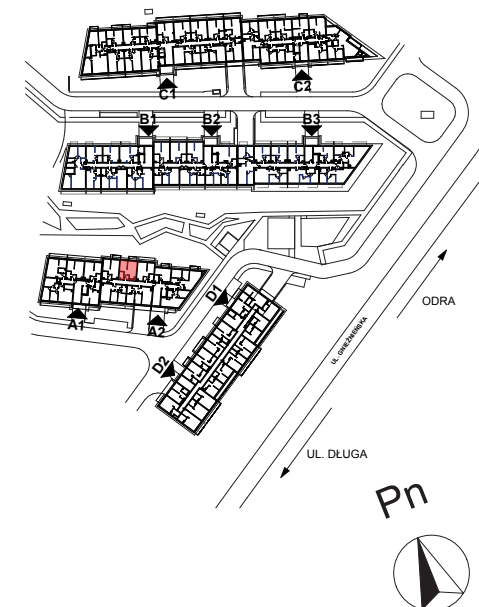 C1
C2
B1
B2
B3
A1
A2
D1
D2
ODRA
UL. GNIEŹNIEŃSKA
UL. DŁUGA
Pn